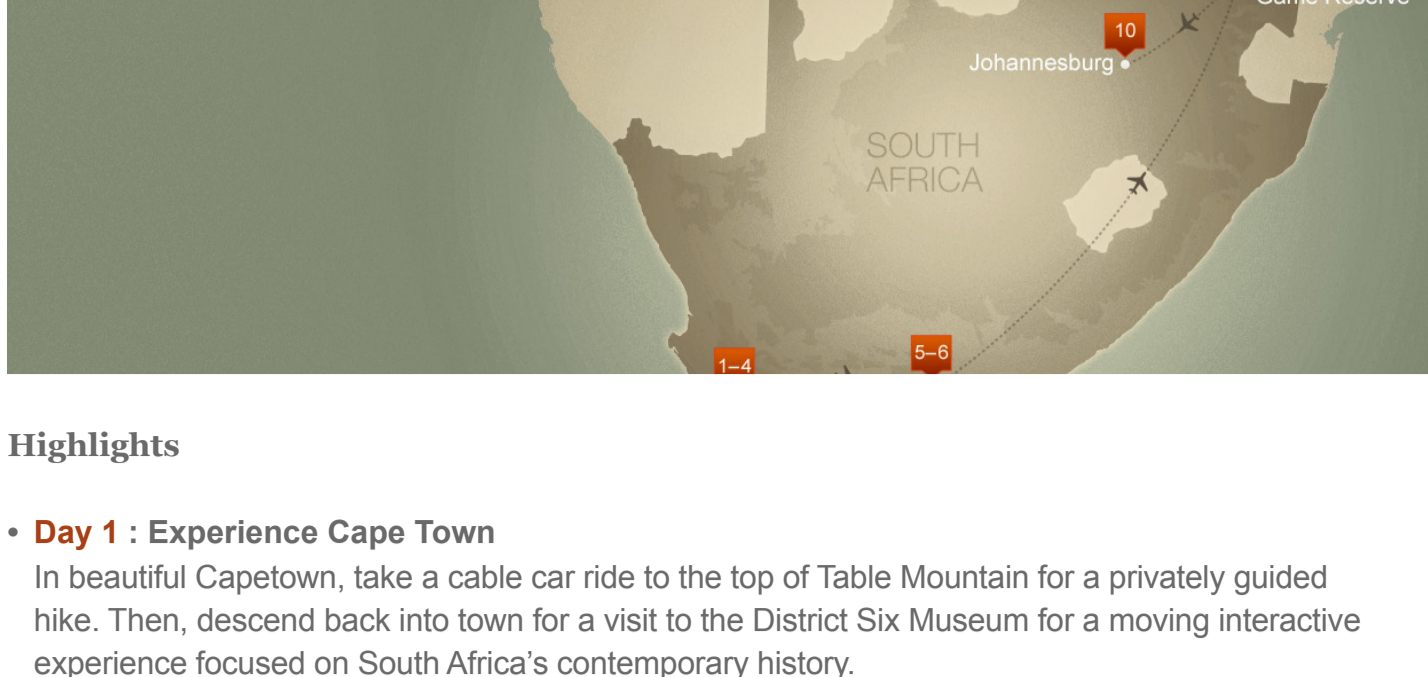 Game Reserve
10
Johannesburg
SOUTH
AFRICA
5–6
1–4
Highlights
• Day 1 : Experience Cape Town
In beautiful Capetown, take a cable car ride to the top of Table Mountain for a privately guided
hike. Then, descend back into town for a visit to the District Six Museum for a moving interactive
experience focused on South Africa’s contemporary history.